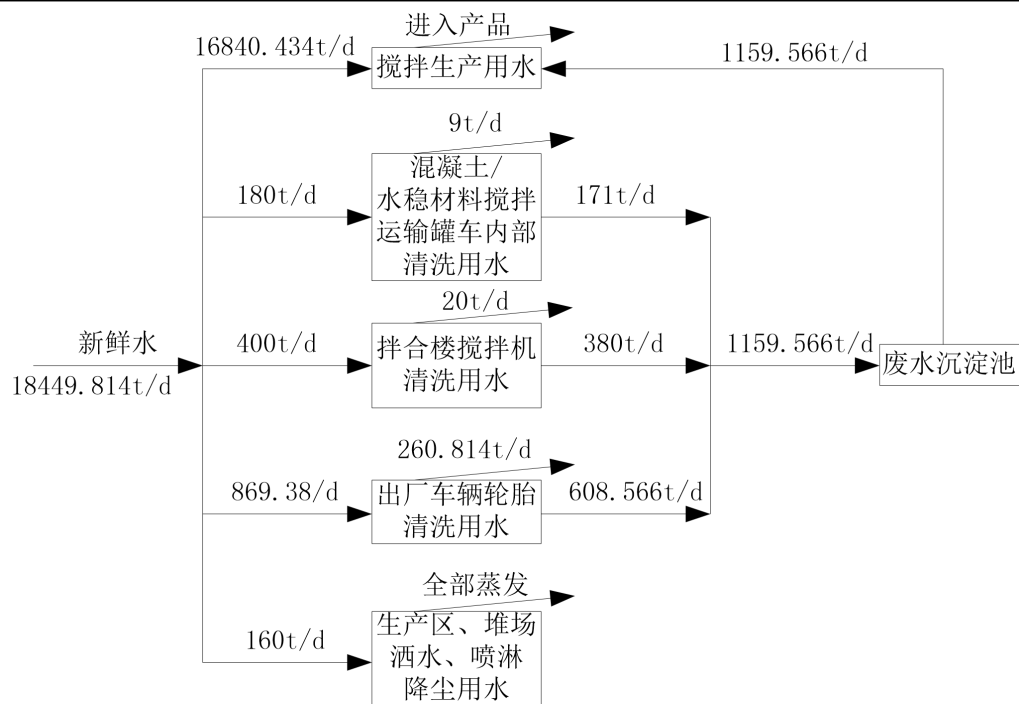 进入产品
16840.434t/d
搅拌生产用水
1159.566t/d
9t/d
180t/d
混凝土/
水稳材料搅拌
运输罐车内部
清洗用水
171t/d
20t/d
新鲜水
18449.814t/d
400t/d
拌合楼搅拌机
清洗用水
380t/d
1159.566t/d
废水沉淀池
260.814t/d
869.38/d
出厂车辆轮胎
清洗用水
608.566t/d
全部蒸发
160t/d
生产区、堆场
洒水、喷淋
降尘用水